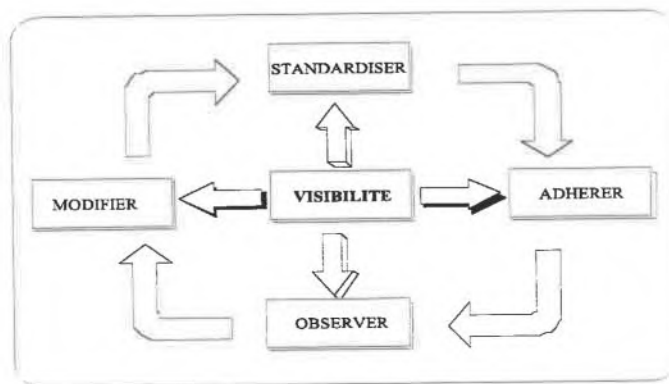 STANDARDISER
MODIFIER
VISIBILITE
ADHERER
OBSERVER